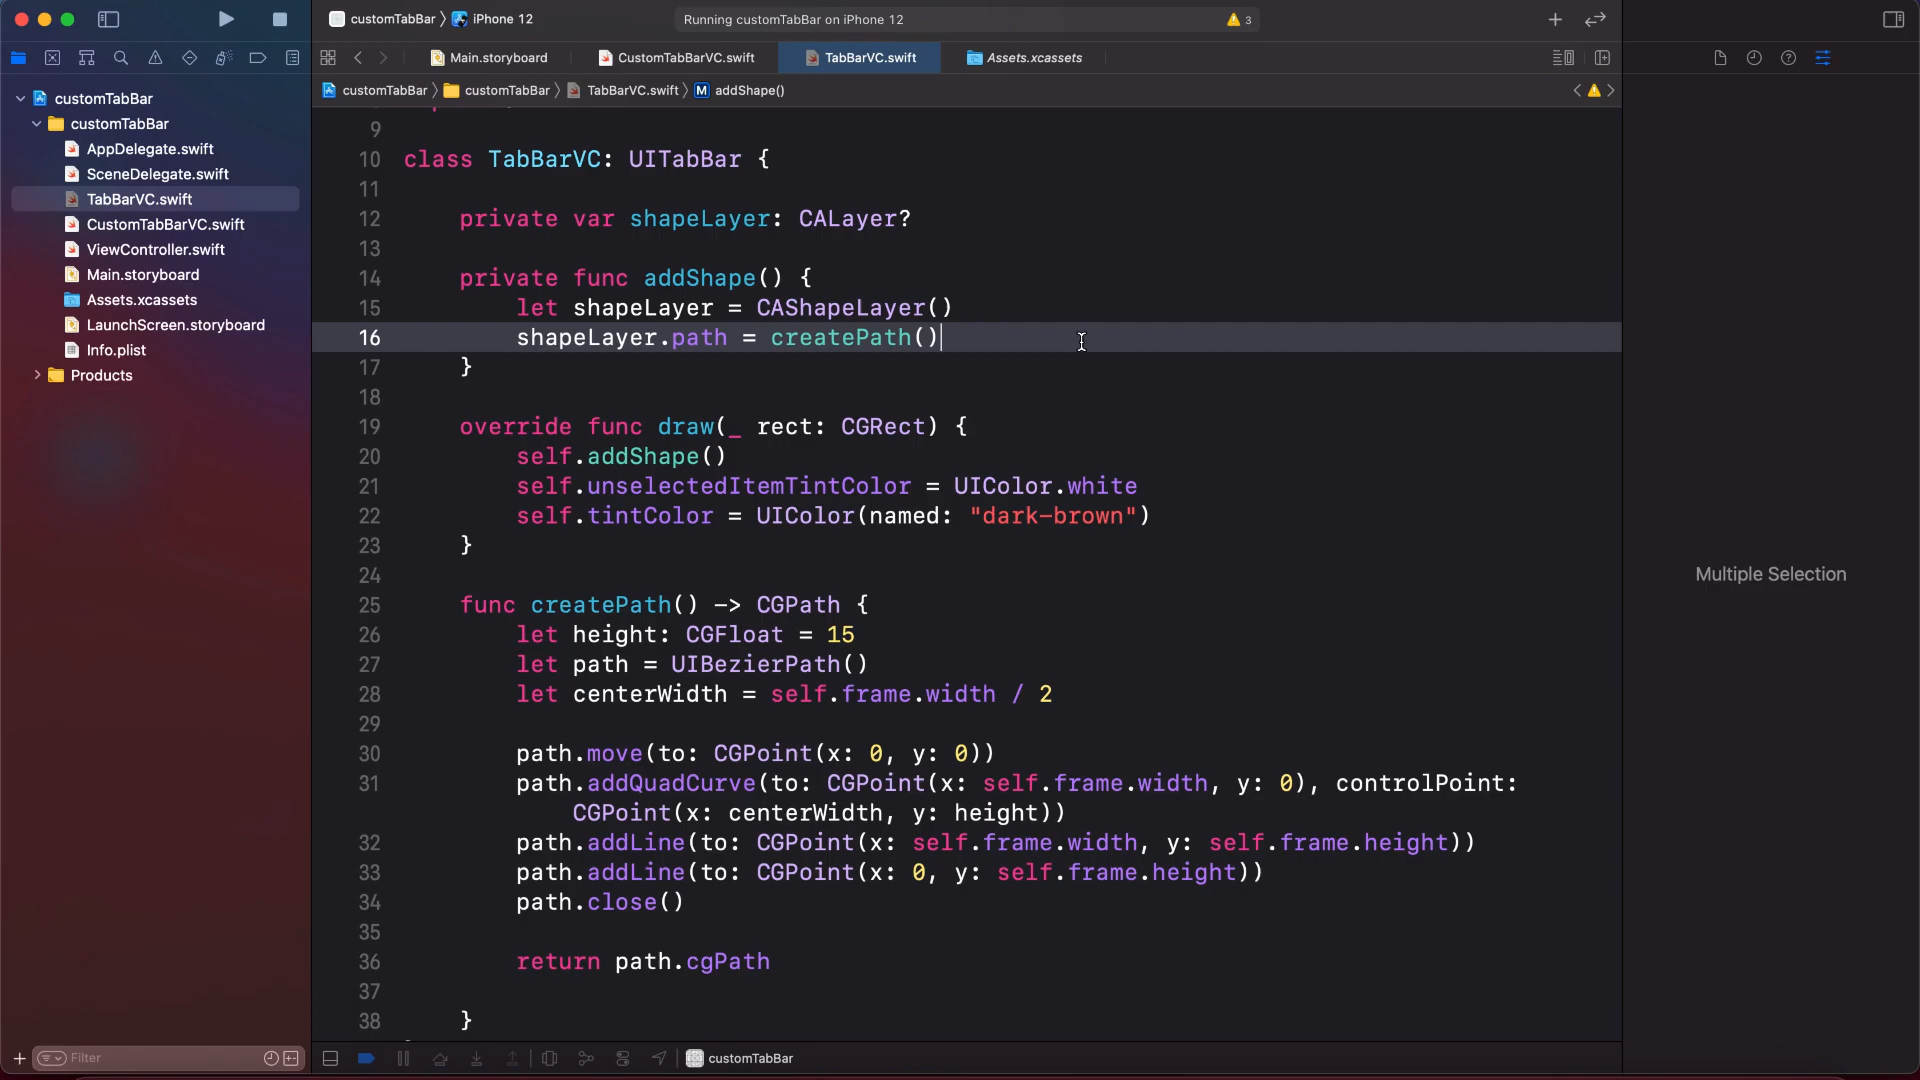 customTabBar
iPhone 12
Running customTabBar on iPhone 12
3
Main.storyboard
CustomTabBarVC.swift
TabBarVC.swift
Assets.xcassets
customTabBar
customTabBar
TabBarVC.swift
M addShape()
customTabBar
customTabBar
AppDelegate.swift
SceneDelegate.swift
TabBarVC.swift
CustomTabBarVC.swift
ViewController.swift
Main.storyboard
Assets.xcassets
LaunchScreen.storyboard
Info.plist
Products
9
10 class TabBarVC: UITabBar {
11
12 private var shapeLayer: CALayer?
13
14 private func addShape() {
15 let shapeLayer = CAShapeLayer()
16 shapeLayer.path = createPath()
17 }
18
19 override func draw(_ rect: CGRect) {
20 self.addShape()
21 self.unselectedItemTintColor = UIColor.white
22 self.tintColor = UIColor(named: "dark-brown")
23 }
24
25 func createPath() -> CGPath {
26 let height: CGFloat = 15
27 let path = UIBezierPath()
28 let centerWidth = self.frame.width / 2
29
30 path.move(to: CGPoint(x: 0, y: 0))
31 path.addQuadCurve(to: CGPoint(x: self.frame.width, y: 0), controlPoint:
CGPoint(x: centerWidth, y: height))
32 path.addLine(to: CGPoint(x: self.frame.width, y: self.frame.height))
33 path.addLine(to: CGPoint(x: 0, y: self.frame.height))
34 path.close()
35
36 return path.cgPath
37
38 }
Multiple Selection
Filter
customTabBar